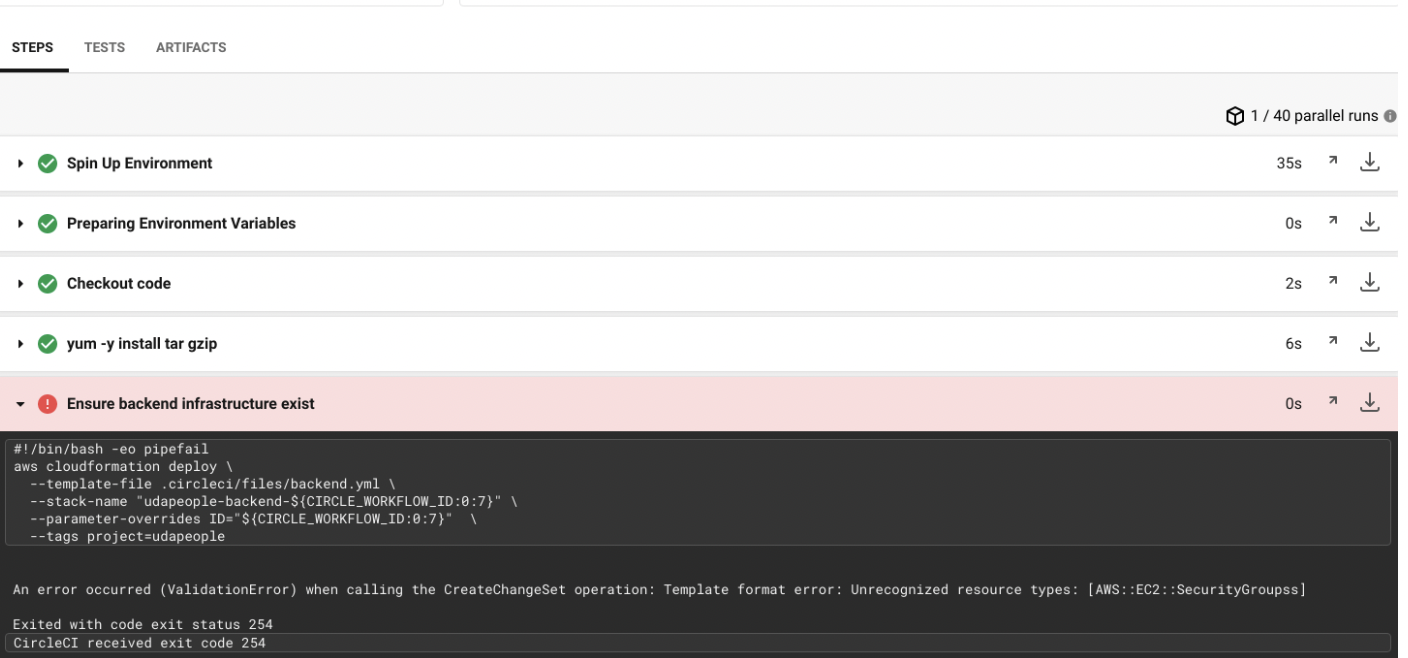 STEPS TESTS ARTIFACTS
1 / 40 parallel runs
Spin Up Environment 35s
Preparing Environment Variables 0s
Checkout code 2s
yum -y install tar gzip 6s
Ensure backend infrastructure exist 0s
#!/bin/bash -eo pipefail
aws cloudformation deploy \
  --template-file .circleci/files/backend.yml \
  --stack-name "udapeople-backend-${CIRCLE_WORKFLOW_ID:0:7}" \
  --parameter-overrides ID="${CIRCLE_WORKFLOW_ID:0:7}"  \
  --tags project=udapeople
An error occurred (ValidationError) when calling the CreateChangeSet operation: Template format error: Unrecognized resource types: [AWS::EC2::SecurityGroupss]
Exited with code exit status 254
CircleCI received exit code 254